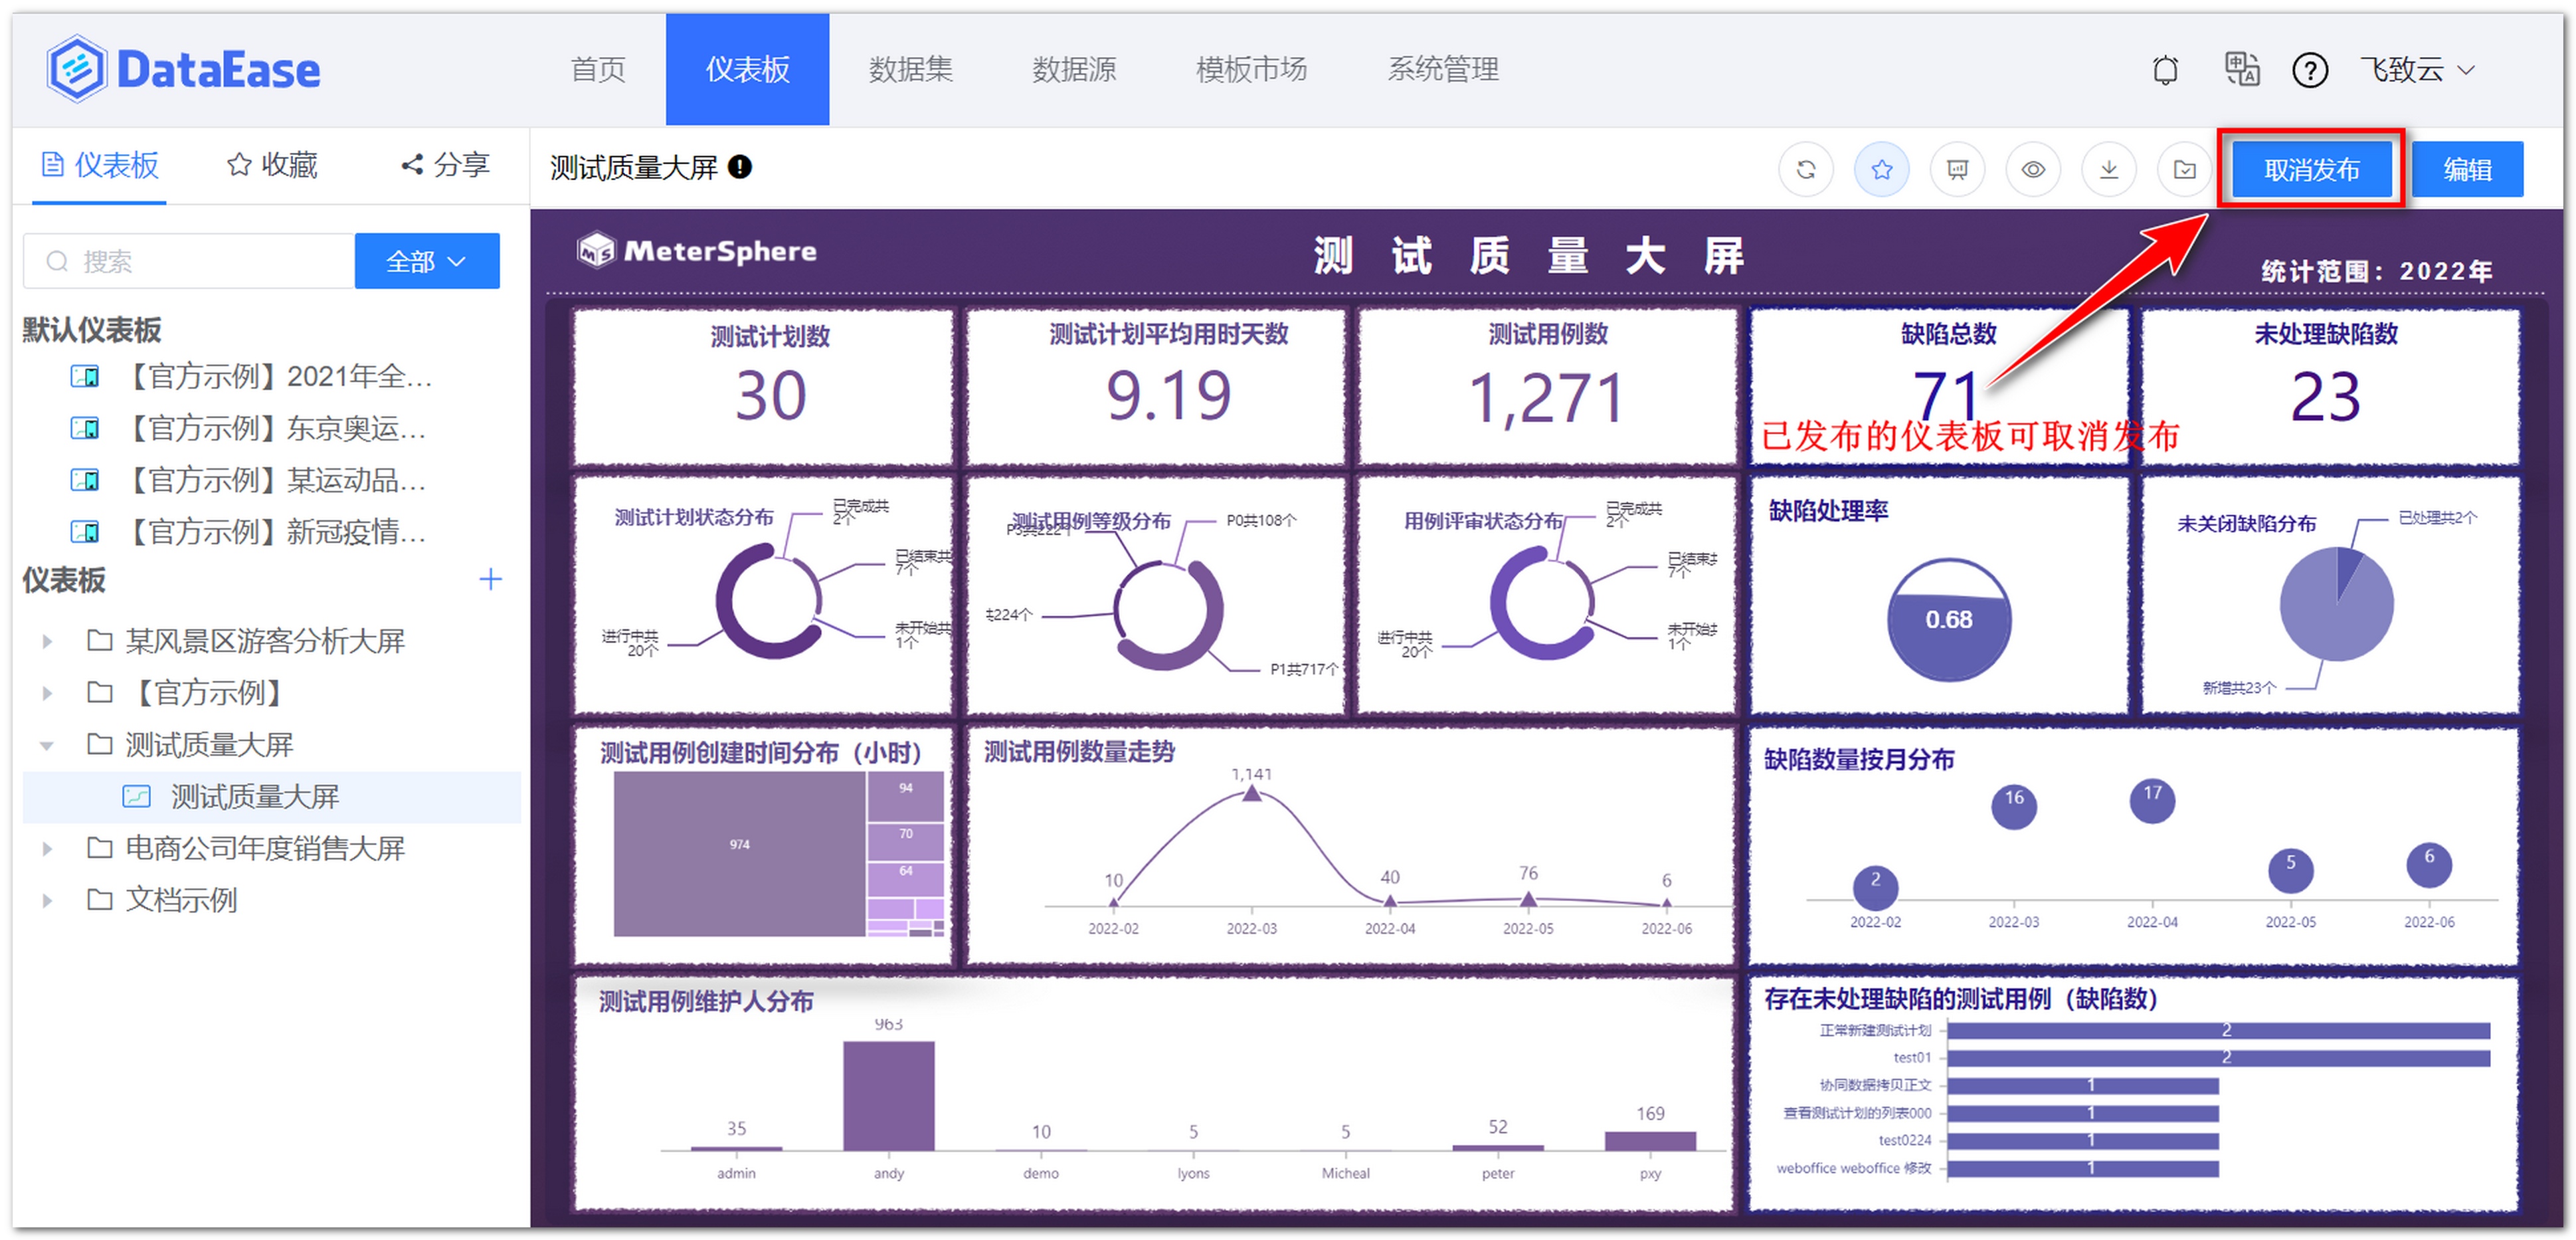 DataEase
首页
仪表板
数据集
数据源
模板市场
系统管理
飞致云
仪表板
收藏
分享
测试质量大屏
取消发布
编辑
搜索
全部
默认仪表板
【官方示例】2021年全...
【官方示例】东京奥运...
【官方示例】某运动品...
【官方示例】新冠疫情...
仪表板
某风景区游客分析大屏
【官方示例】
测试质量大屏
测试质量大屏
电商公司年度销售大屏
文档示例
MeterSphere
测试质量大屏
统计范围：2022年
测试计划数
30
测试计划平均用时天数
9.19
测试用例数
1,271
缺陷总数
71
已发布的仪表板可取消发布
未处理缺陷数
23
测试计划状态分布
已完成共
2个
已结束共
7个
未开始共
1个
进行中共
20个
测试用例等级分布
P0共108个
P3共222个
共224个
P1共717个
用例评审状态分布
已完成共
2个
已结束共
7个
未开始共
1个
进行中共
20个
缺陷处理率
0.68
未关闭缺陷分布
已处理共2个
新增共23个
测试用例创建时间分布（小时）
974
94
70
64
测试用例数量走势
1,141
10
40
76
6
2022-02
2022-03
2022-04
2022-05
2022-06
缺陷数量按月分布
2
16
17
5
6
2022-02
2022-03
2022-04
2022-05
2022-06
测试用例维护人分布
35
963
10
5
5
52
169
admin
andy
demo
lyons
Micheal
peter
pxy
存在未处理缺陷的测试用例（缺陷数）
正常新建测试计划
2
test01
2
协同数据拷贝正文
1
查看测试计划的列表000
1
test0224
1
weboffice weboffice 修改
1